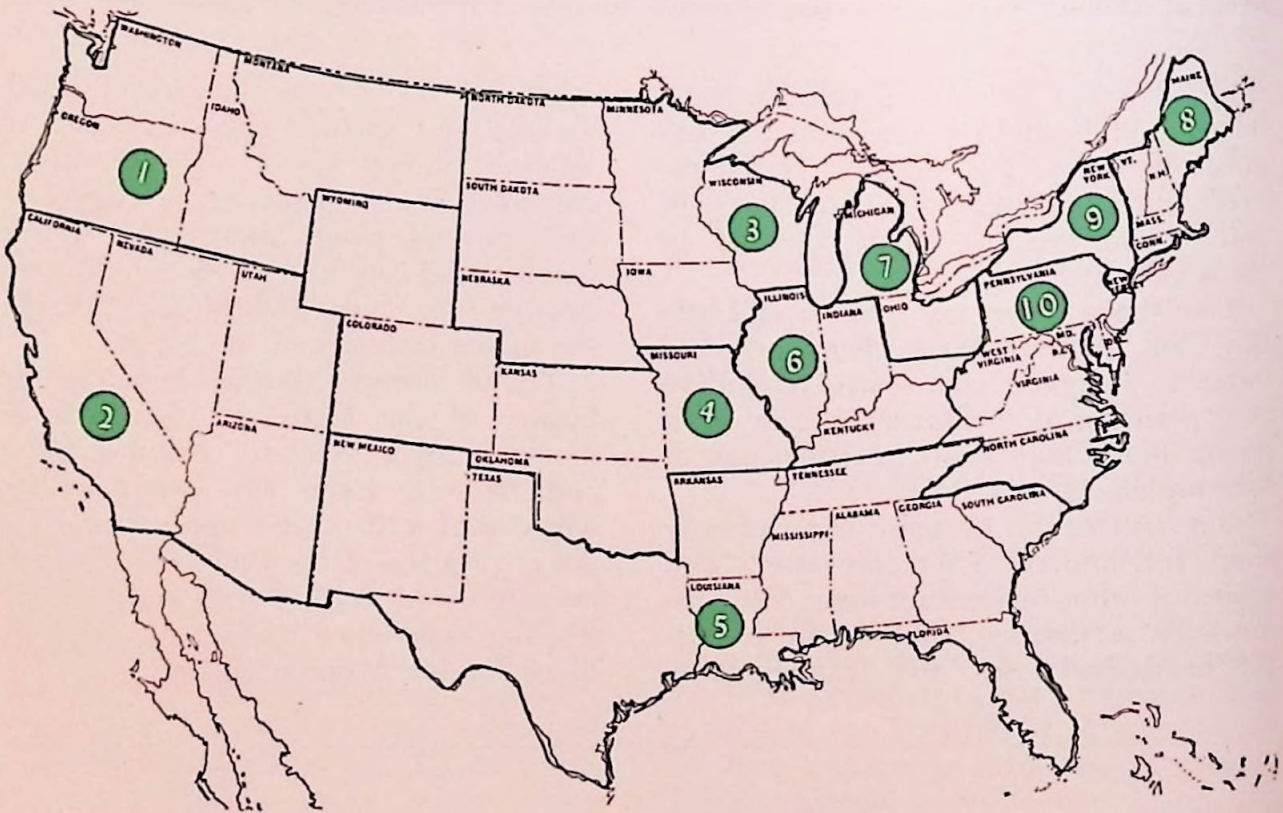 WASHINGTON
MONTANA
NORTH DAKOTA
MINNESOTA
MAINE
IDAHO
OREGON
8
1
SOUTH DAKOTA
WISCONSIN
NEW YORK
VT.
N.H.
WYOMING
MICHIGAN
3
9
CALIFORNIA
NEVADA
UTAH
NEBRASKA
IOWA
7
MASS.
CONN.
ILLINOIS
INDIANA
OHIO
PENNSYLVANIA
NEW
COLORADO
10
KANSAS
MISSOURI
6
WEST VIRGINIA
MD.
VIRGINIA
2
4
ARIZONA
NEW MEXICO
OKLAHOMA
KENTUCKY
NORTH CAROLINA
TEXAS
ARKANSAS
TENNESSEE
MISSISSIPPI
ALABAMA
GEORGIA
SOUTH CAROLINA
LOUISIANA
5
FLORIDA